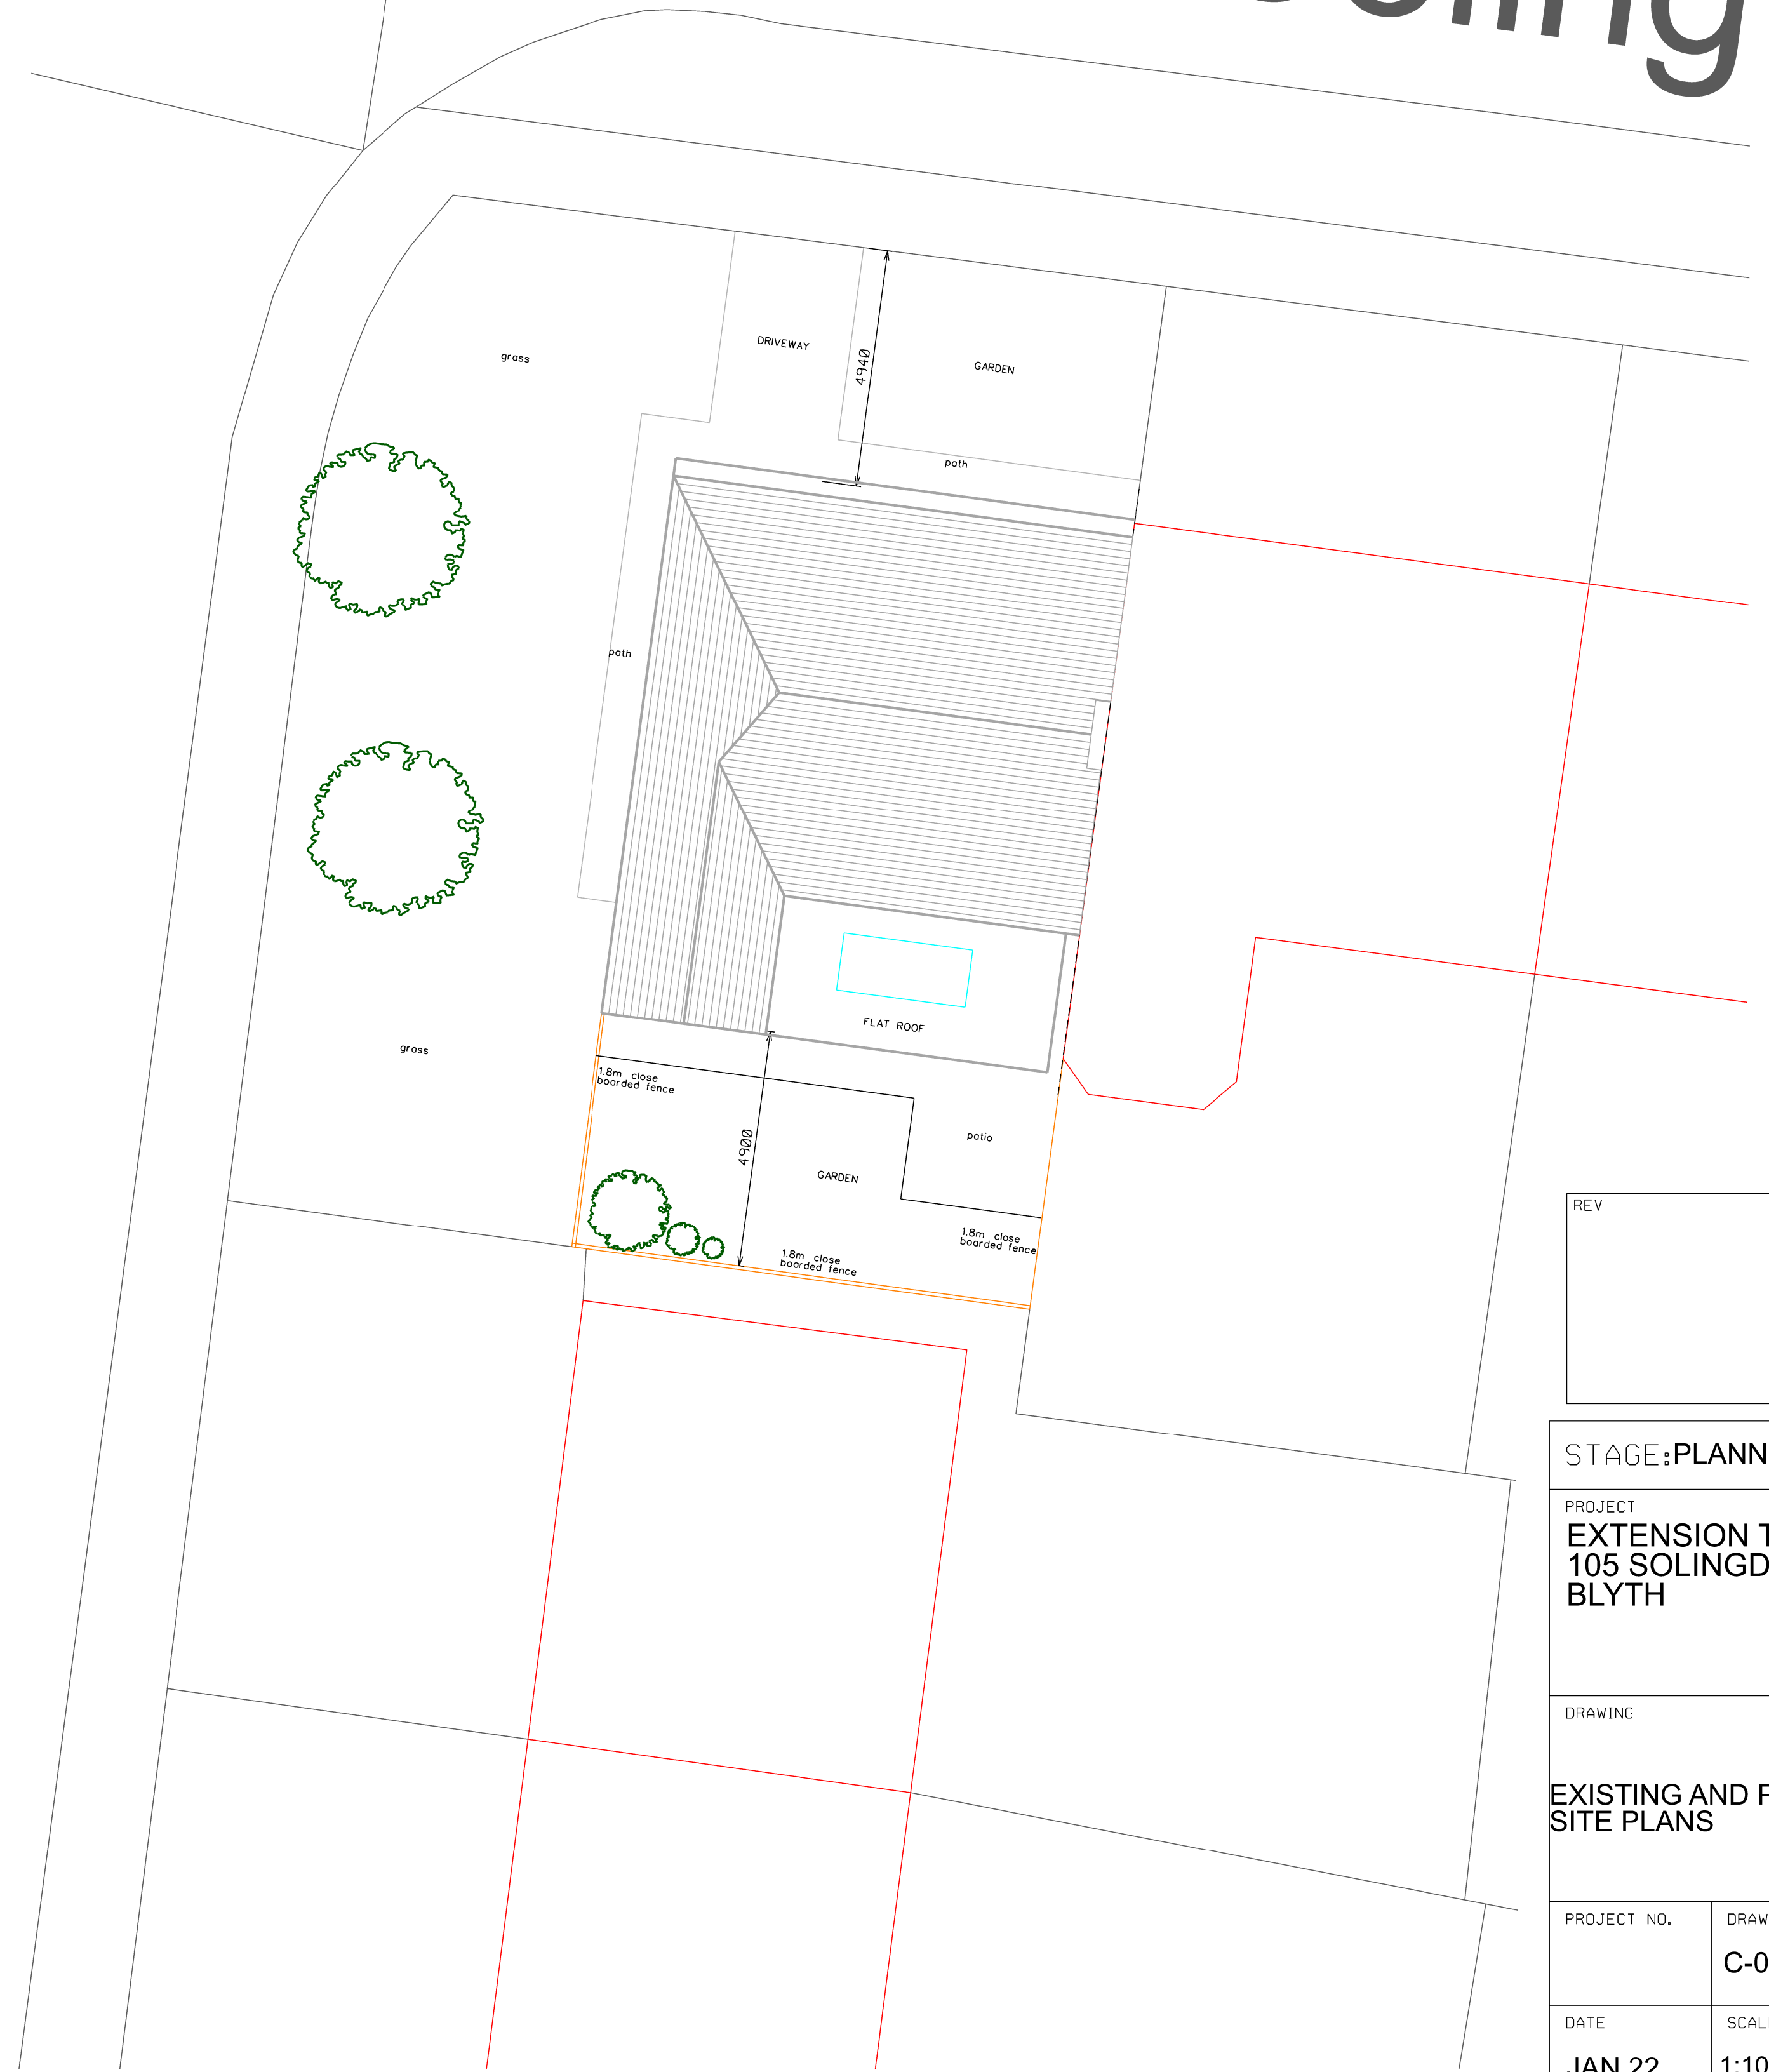 oling
DRIVEWAY
grass
4940
GARDEN
path
path
FLAT ROOF
grass
1.8m close
boarded fence
4900
patio
GARDEN
1.8m close
boarded fence
1.8m close
boarded fence
REV
STAGE:PLANN
PROJECT
EXTENSION T
105 SOLINGD
BLYTH
DRAWING
EXISTING AND P
SITE PLANS
PROJECT NO.
DRAW
C-0
DATE
SCAL
JAN 22
1:10